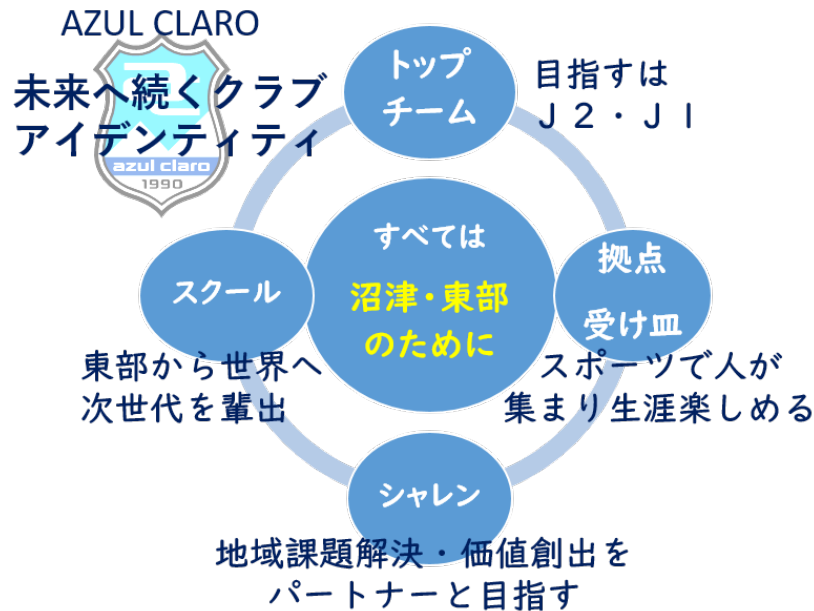 AZUL CLARO
未来へ続くクラブ
アイデンティティ
azul claro
1990
トップ
チーム
目指すは
J2・J1
すべては
沼津・東部
のために
スクール
東部から世界へ
次世代を輩出
拠点
受け皿
スポーツで人が
集まり生涯楽しめる
シャレン
地域課題解決・価値創出を
パートナーと目指す